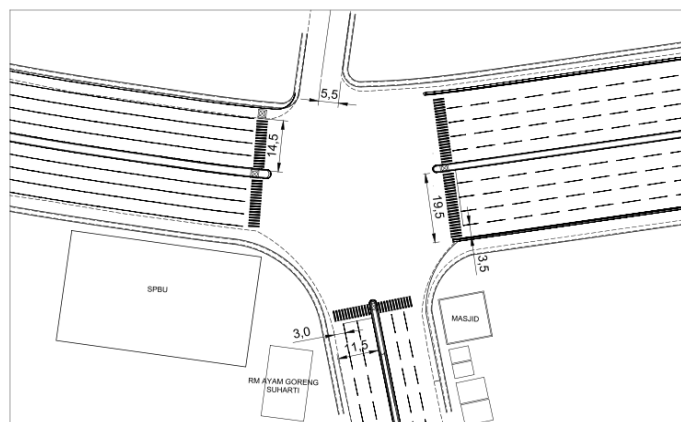 5,5
14,5
19,5
3,5
SPBU
MASJID
3,0
11,5
RM AYAM GORENG
SUHARTI